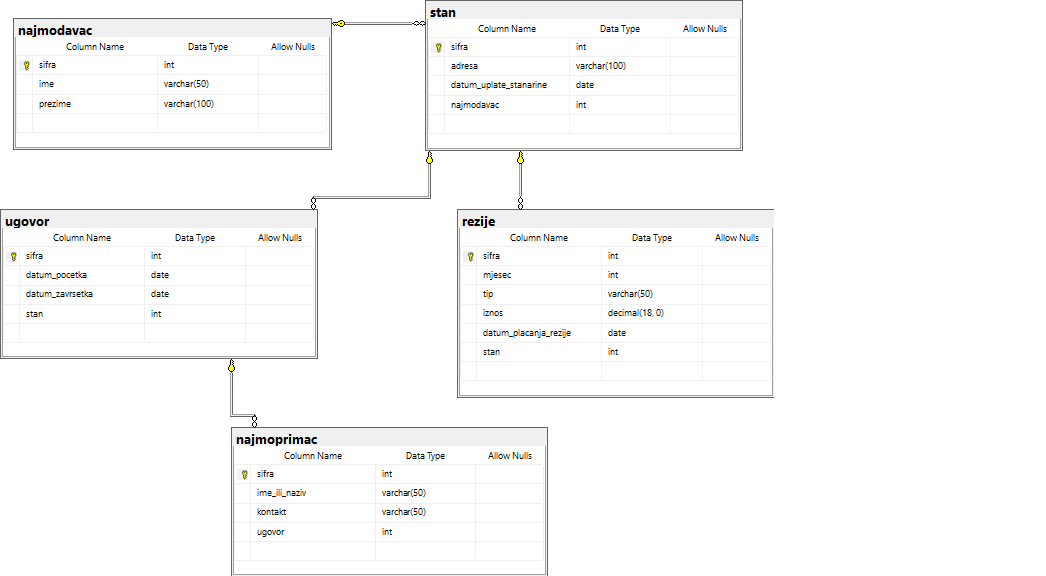 najmodavac
Column Name Data Type Allow Nulls
sifra int
ime varchar(50)
prezime varchar(100)
stan
Column Name Data Type Allow Nulls
sifra int
adresa varchar(100)
datum_uplate_stanarine date
najmodavac int
ugovor
Column Name Data Type Allow Nulls
sifra int
datum_pocetka date
datum_zavrsetka date
stan int
rezije
Column Name Data Type Allow Nulls
sifra int
mjesec int
tip varchar(50)
iznos decimal(18, 0)
datum_placanja_rezije date
stan int
najmoprimac
Column Name Data Type Allow Nulls
sifra int
ime_ili_naziv varchar(50)
kontakt varchar(50)
ugovor int